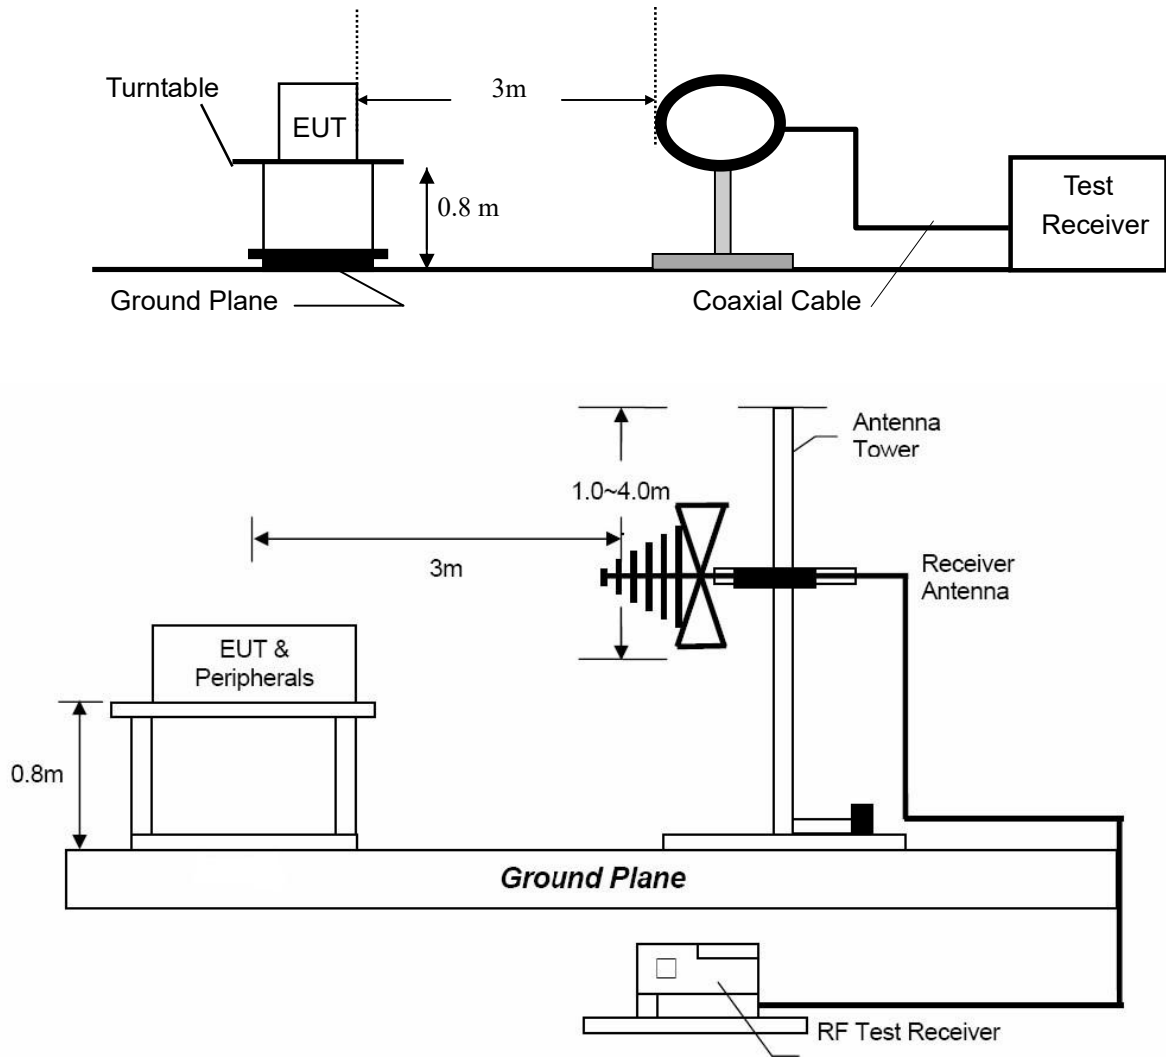 Turntable
EUT
3m
0.8 m
Test
Receiver
Ground Plane
Coaxial Cable
Antenna
Tower
1.0~4.0m
3m
Receiver
Antenna
EUT &
Peripherals
0.8m
Ground Plane
RF Test Receiver